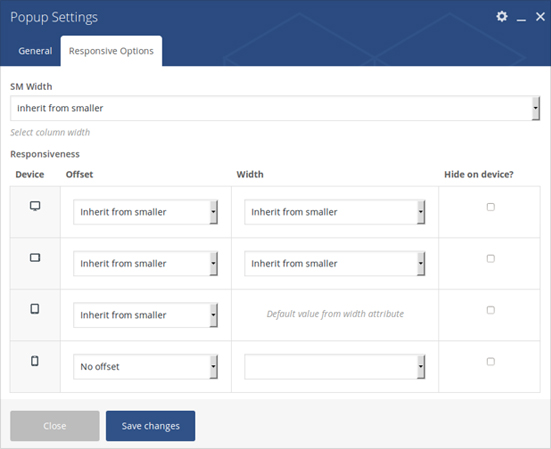 Popup Settings
General Responsive Options
SM Width
Inherit from smaller
Select column width
Responsiveness
Device Offset Width Hide on device?
Inherit from smaller Inherit from smaller
Inherit from smaller Inherit from smaller
Inherit from smaller Default value from width attribute
No offset
Close Save changes